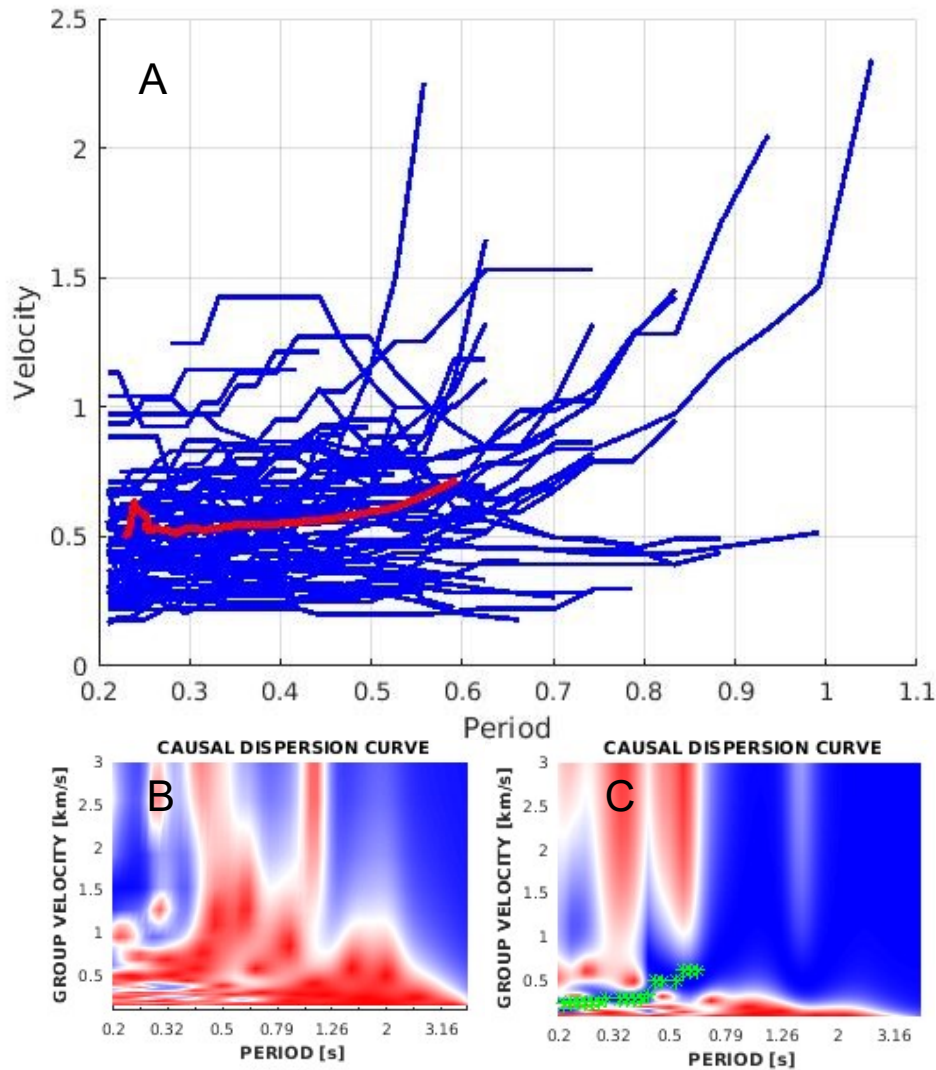 A
2.5
2
1.5
1
0.5
0
Velocity
0.2 0.3 0.4 0.5 0.6 0.7 0.8 0.9 1 1.1
Period
CAUSAL DISPERSION CURVE
B
3
2.5
2
1.5
1
0.5
GROUP VELOCITY [km/s]
0.2 0.32 0.5 0.79 1.26 2 3.16
PERIOD [s]
CAUSAL DISPERSION CURVE
C
3
2.5
2
1.5
1
0.5
GROUP VELOCITY [km/s]
0.2 0.32 0.5 0.79 1.26 2 3.16
PERIOD [s]